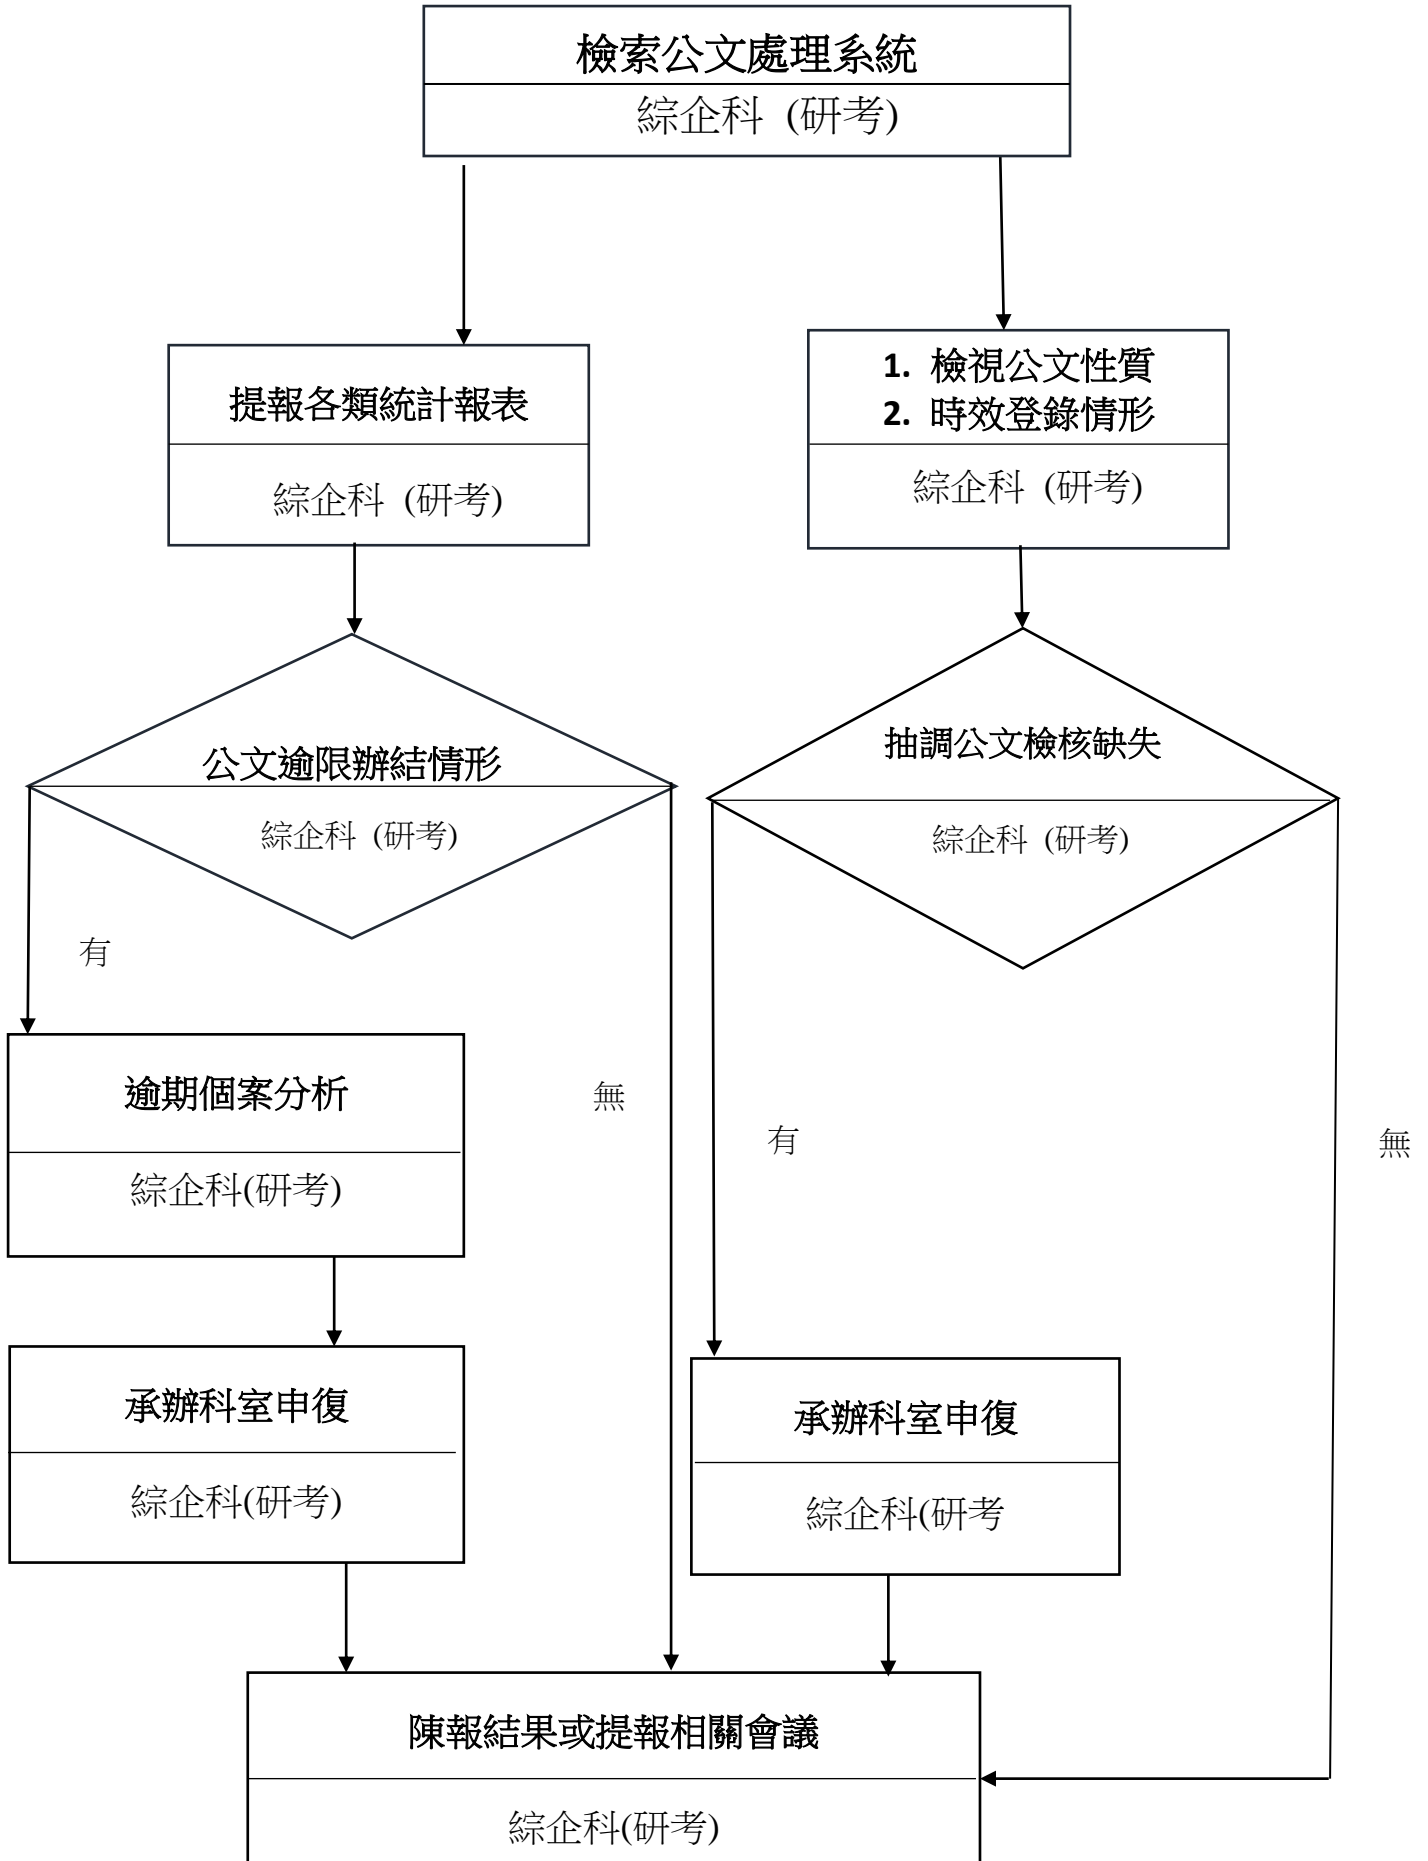 檢索公文處理系統
綜企科 (研考)
提報各類統計報表
綜企科 (研考)
1. 檢視公文性質
2. 時效登錄情形
綜企科 (研考)
公文逾限辦結情形
綜企科 (研考)
抽調公文檢核缺失
綜企科 (研考)
有
無
有
無
逾期個案分析
綜企科(研考)
承辦科室申復
綜企科(研考)
承辦科室申復
綜企科(研考
陳報結果或提報相關會議
綜企科(研考)